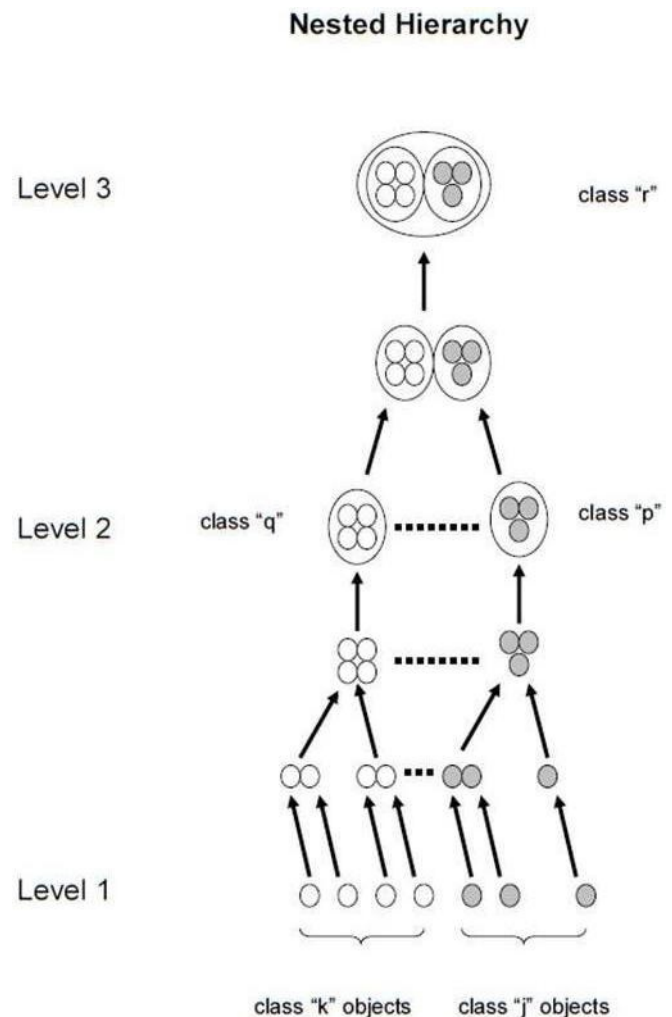 Nested Hierarchy
Level 3
class “r”
Level 2
class “q”
class “p”
Level 1
class “k” objects
class “j” objects